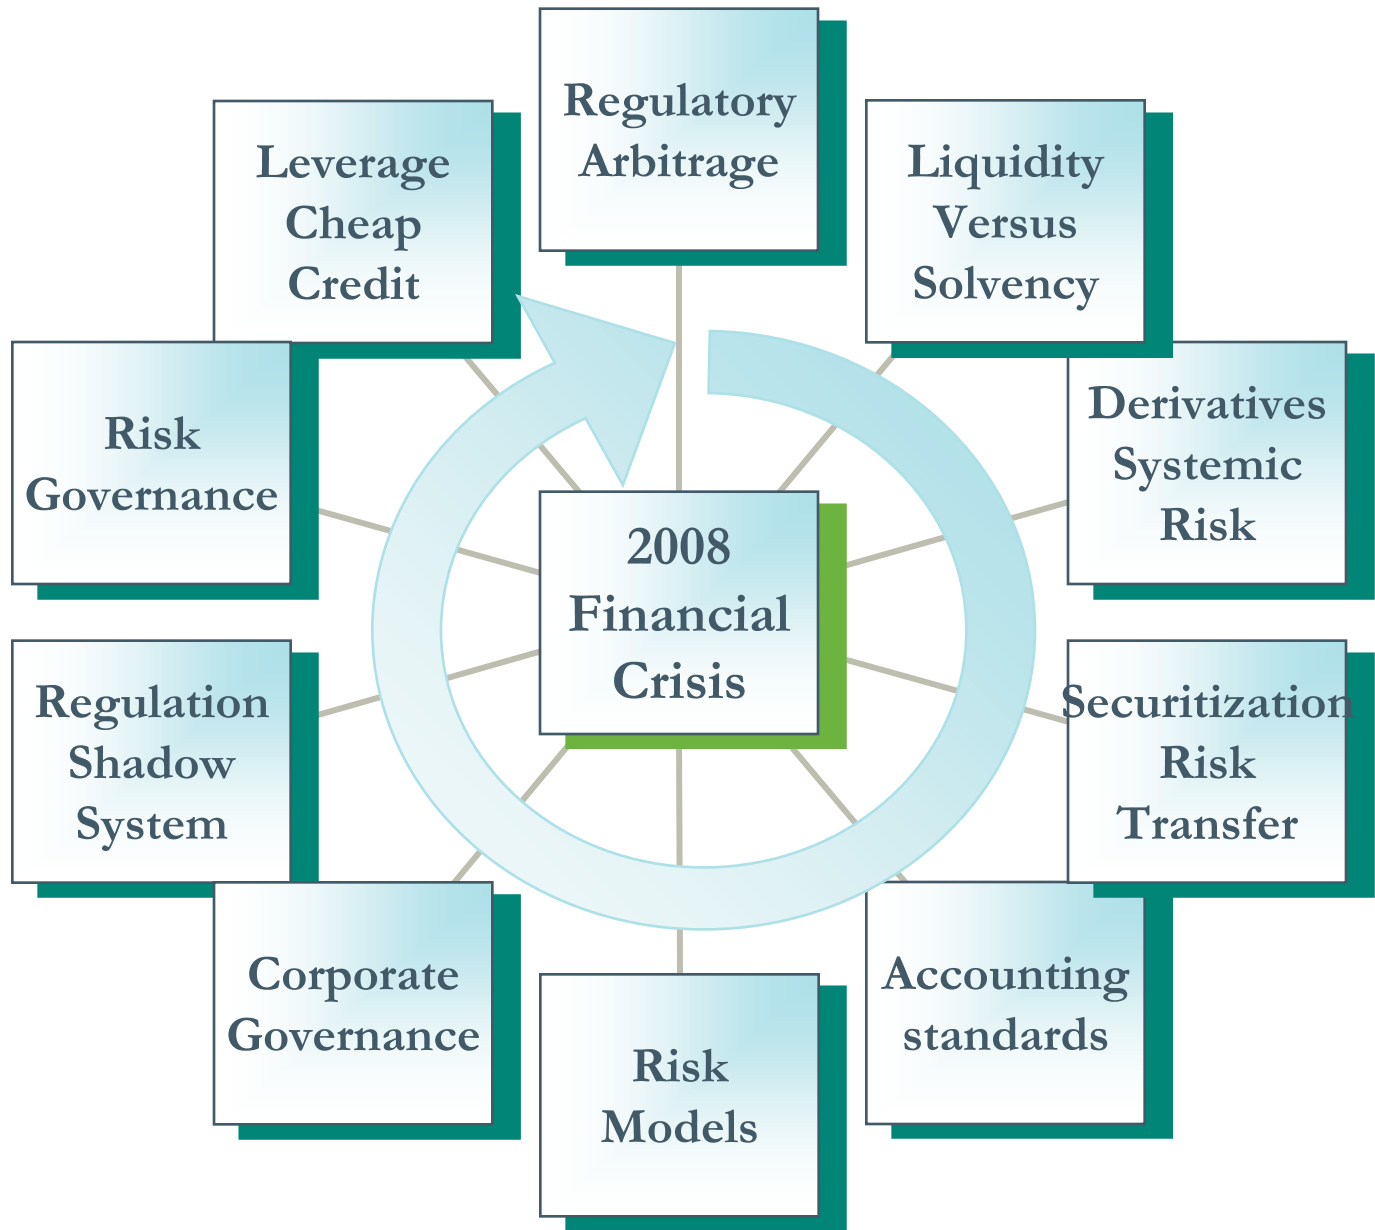 Regulatory
Arbitrage
Liquidity
Versus
Solvency
Derivatives
Systemic
Risk
Securitization
Risk
Transfer
Accounting
standards
Risk
Models
Corporate
Governance
Regulation
Shadow
System
Risk
Governance
Leverage
Cheap
Credit
2008
Financial
Crisis